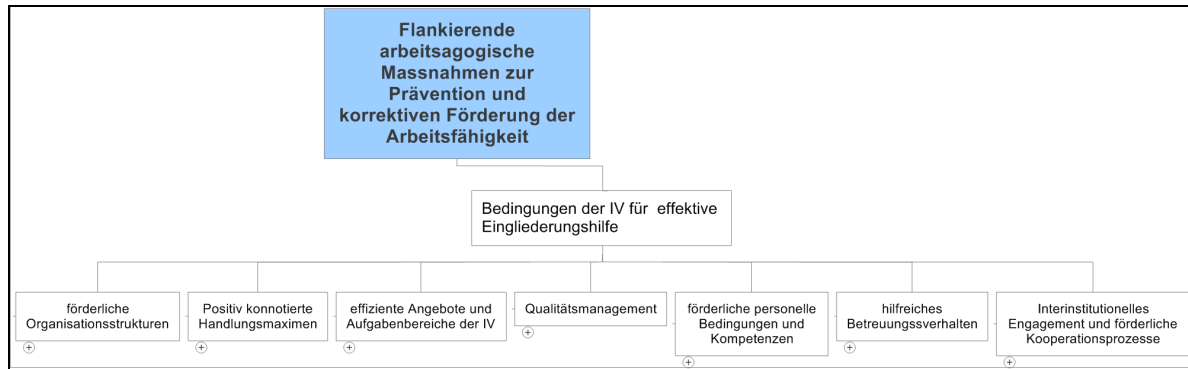 Flankierende
arbeitsagogische
Massnahmen zur
Prävention und
korrektiven Förderung der
Arbeitsfähigkeit
Bedingungen der IV für effektive
Eingliederungshilfe
förderliche
Organisationsstrukturen
Positiv konnotierte
Handlungsmaximen
effiziente Angebote und
Aufgabenbereiche der IV
Qualitätsmanagement
förderliche personelle
Bedingungen und
Kompetenzen
hilfreiches
Betreuungssverhalten
Interinstitutionelles
Engagement und förderliche
Kooperationsprozesse